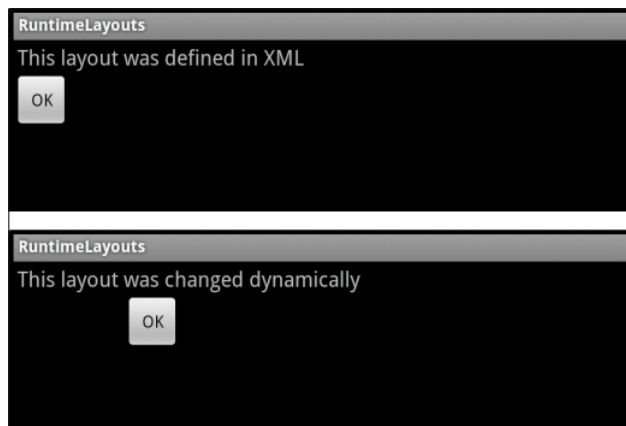 RuntimeLayouts
This layout was defined in XML
OK
RuntimeLayouts
This layout was changed dynamically
OK